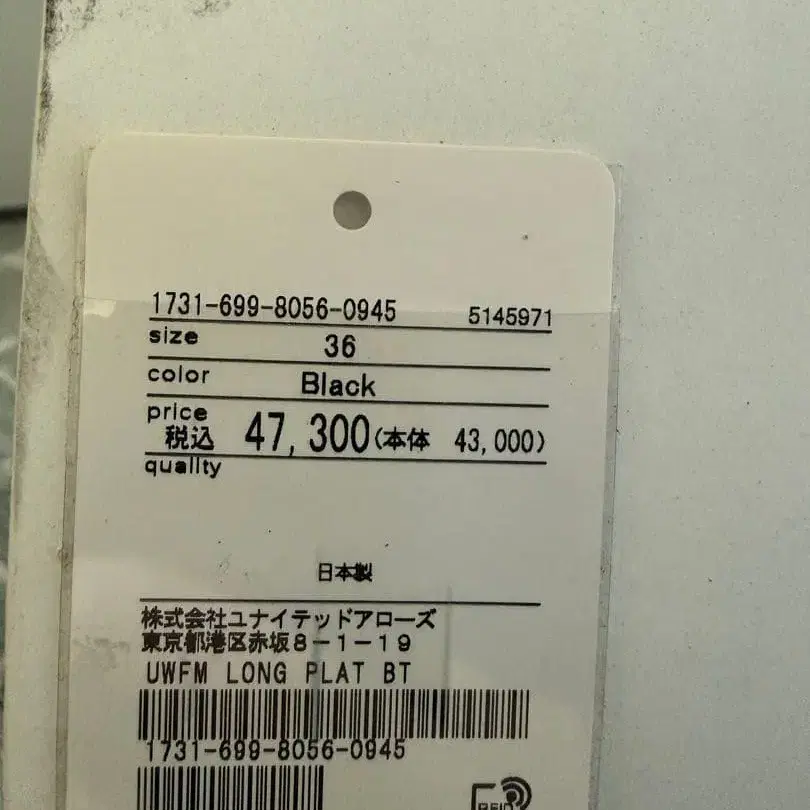 1731-699-8056-0945 5145971
size 36
color Black
price
税込 47,300(本体 43,000)
quality
日本製
株式会社ユナイテッドアローズ
東京都港区赤坂8-1-19
UWFM LONG PLAT BT
1731-699-8056-0945
RFID